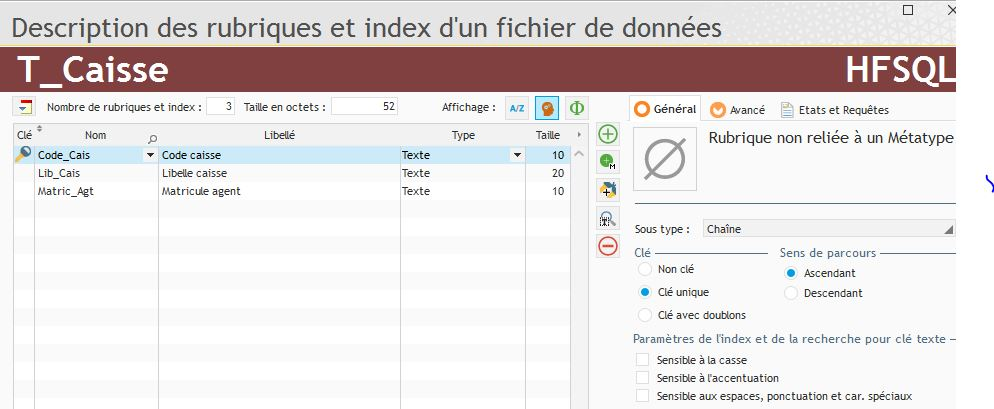 Description des rubriques et index d'un fichier de données
T_Caisse HFSQL
Nombre de rubriques et index : 3 Taille en octets : 52 Affichage : A/Z Φ
Général Avancé Etats et Requêtes
Clé Nom Libellé Type Taille
Code_Cais Code caisse Texte 10
Lib_Cais Libelle caisse Texte 20
Matric_Agt Matricule agent Texte 10
M
Rubrique non reliée à un Métatype
Sous type : Chaîne
Clé Sens de parcours
Non clé Ascendant
Clé unique Descendant
Clé avec doublons
Paramètres de l'index et de la recherche pour clé texte
Sensible à la casse
Sensible à l'accentuation
Sensible aux espaces, ponctuation et car. spéciaux